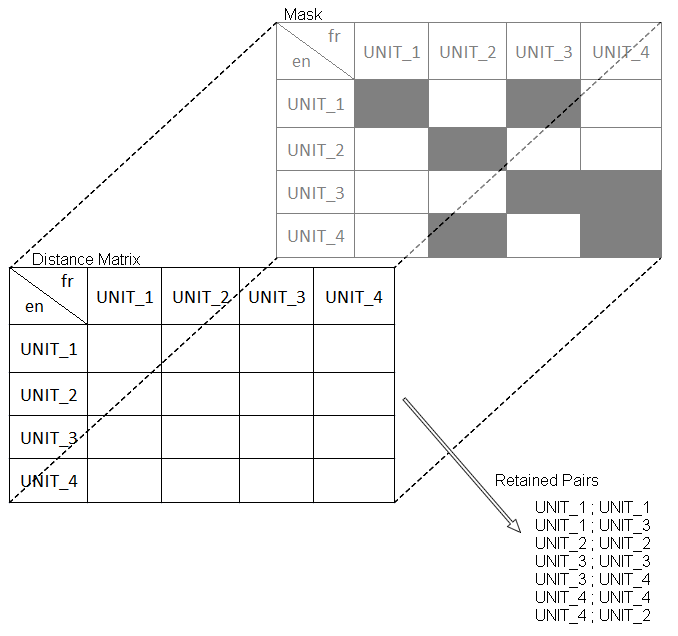 Mask
fr
en
UNIT_1 UNIT_2 UNIT_3 UNIT_4
UNIT_1
UNIT_2
UNIT_3
UNIT_4
Distance Matrix
fr
en
UNIT_1 UNIT_2 UNIT_3 UNIT_4
UNIT_1
UNIT_2
UNIT_3
UNIT_4
Retained Pairs
UNIT_1 ; UNIT_1
UNIT_1 ; UNIT_3
UNIT_2 ; UNIT_2
UNIT_3 ; UNIT_3
UNIT_3 ; UNIT_4
UNIT_4 ; UNIT_4
UNIT_4 ; UNIT_2